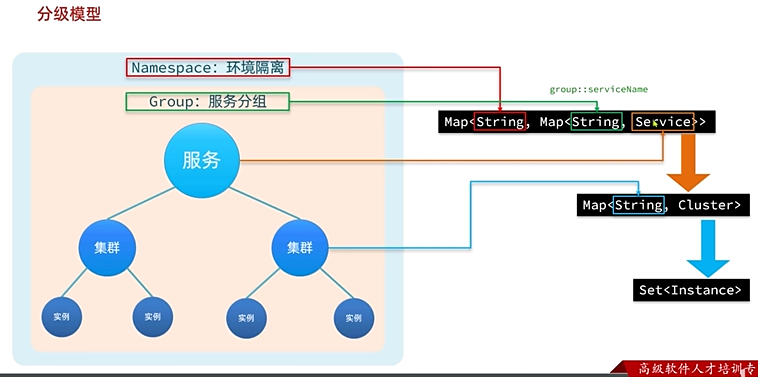 分级模型
Namespace：环境隔离
Group：服务分组
group::serviceName
Map<String, Map<String, Service>>
服务
Map<String, Cluster>
集群
集群
Set<Instance>
实例
实例
实例
实例
高级软件人才培训专